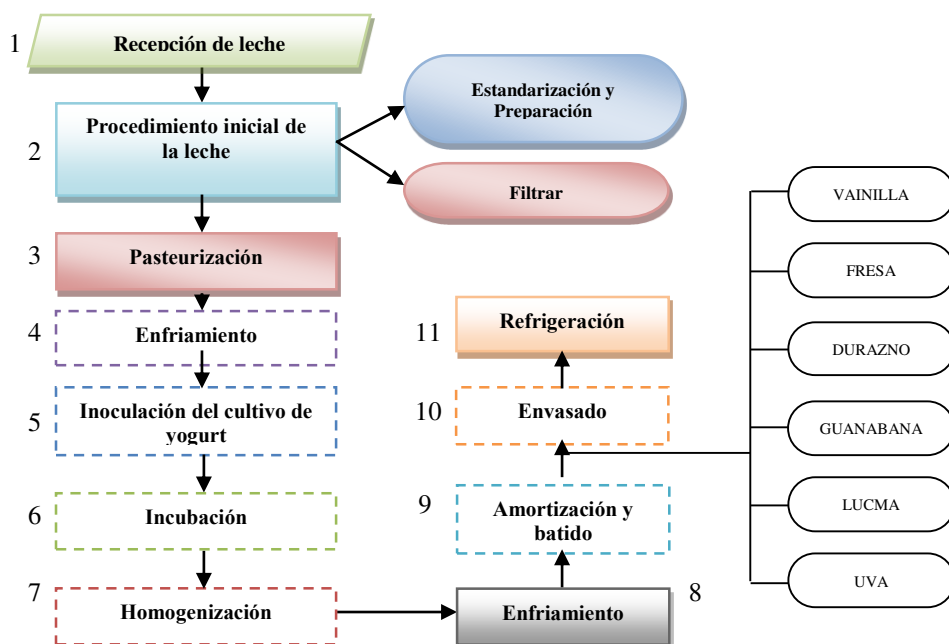 1
Recepción de leche
2
Procedimiento inicial de
la leche
Estandarización y
Preparación
Filtrar
3
Pasteurización
4
Enfriamiento
5
Inoculación del cultivo de
yogurt
6
Incubación
7
Homogenización
8
Enfriamiento
9
Amortización y
batido
10
Envasado
11
Refrigeración
VAINILLA
FRESA
DURAZNO
GUANABANA
LUCMA
UVA